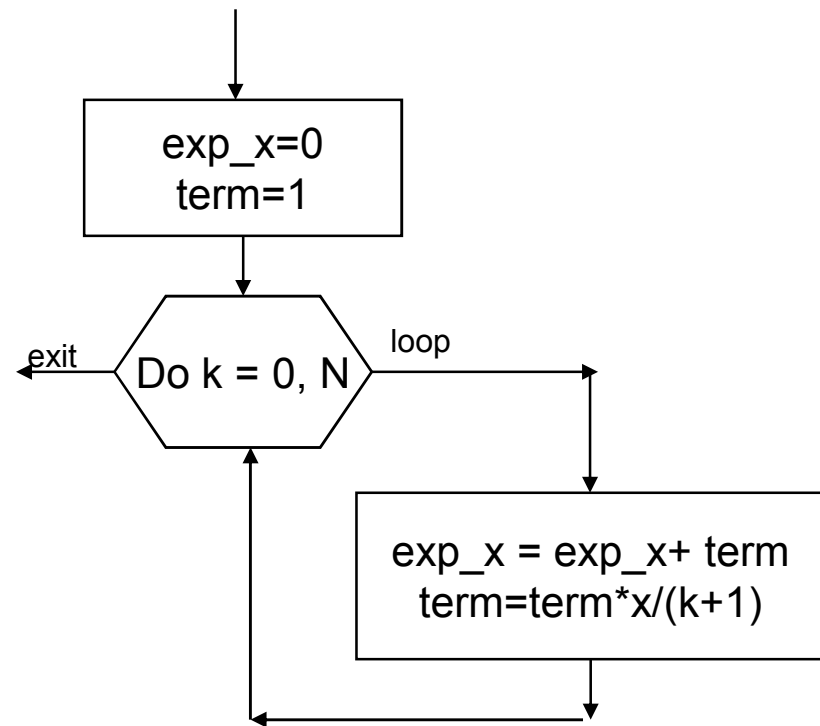 exp_x=0
term=1
exit
Do k = 0, N
loop
exp_x = exp_x+ term
term=term*x/(k+1)